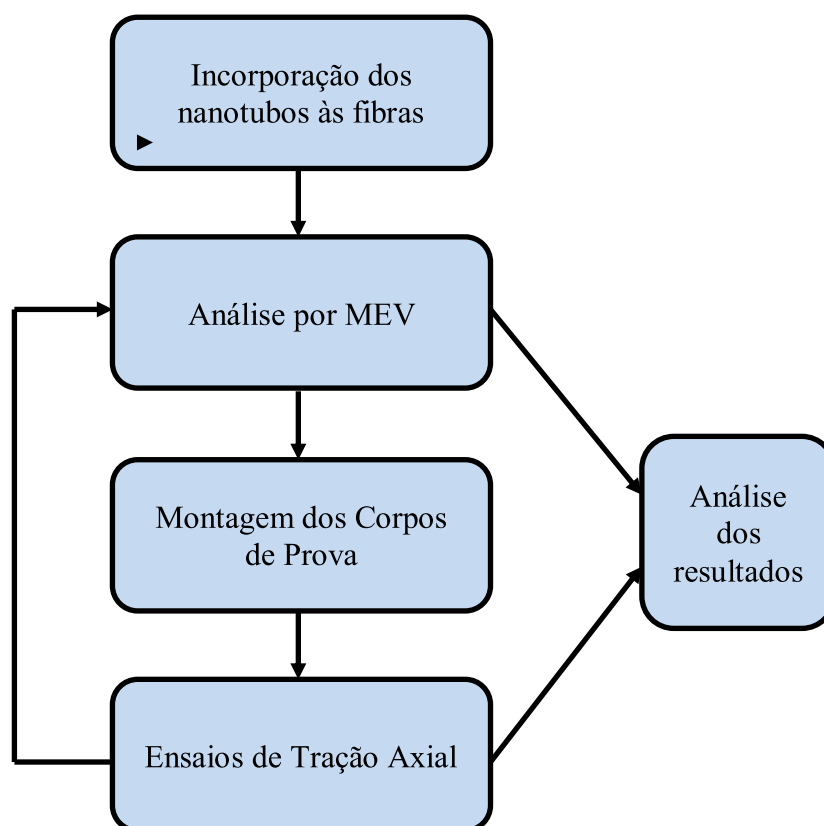 Incorporação dos
nanotubos às fibras
Análise por MEV
Montagem dos Corpos
de Prova
Análise
dos
resultados
Ensaios de Tração Axial